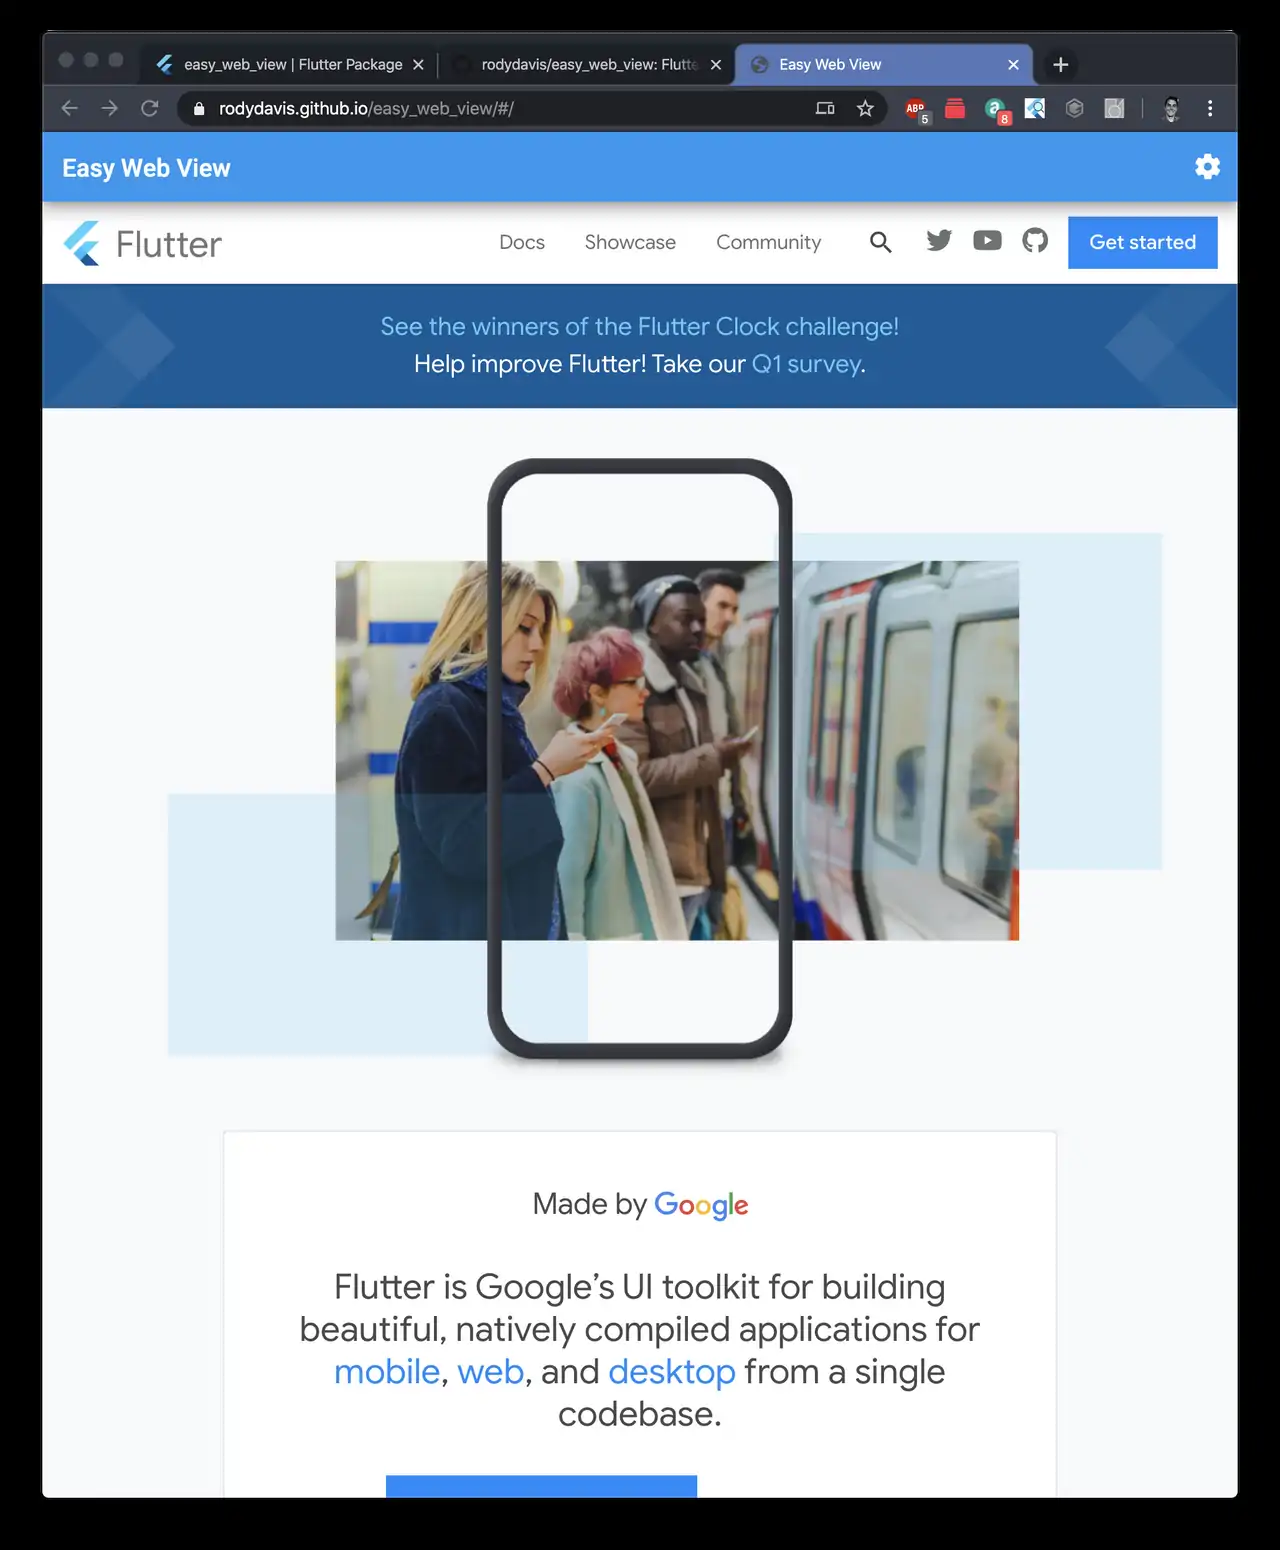 easy_web_view | Flutter Package
rodydavis/easy_web_view: Flutte
Easy Web View
rodydavis.github.io/easy_web_view/#/
ABP
5
a
8
Easy Web View
Flutter
Docs
Showcase
Community
Get started
See the winners of the Flutter Clock challenge!
Help improve Flutter! Take our Q1 survey.
Made by Google
Flutter is Google’s UI toolkit for building
beautiful, natively compiled applications for
mobile, web, and desktop from a single
codebase.